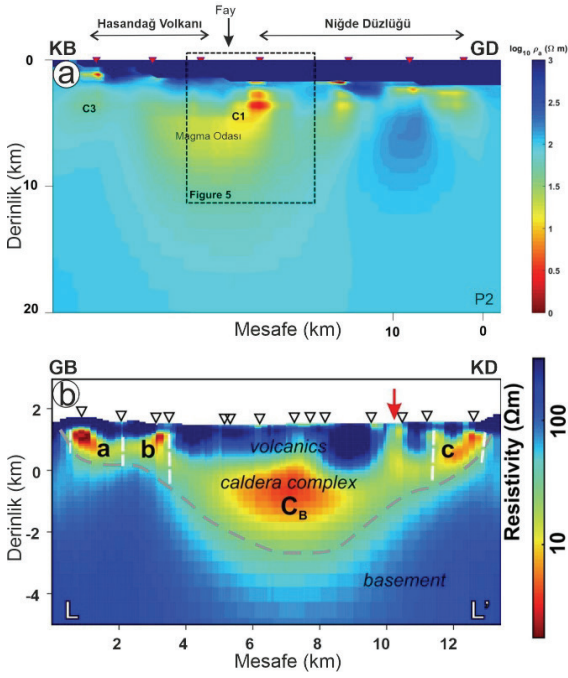 Fay
Hasandağ Volkanı
Niğde Düzlüğü
KB
GD
log10 ρa (Ω m)
a
0
10
20
Derinlik (km)
C3
C1
Magma Odası
Figure 5
P2
10
0
Mesafe (km)
3
2.5
2
1.5
1
0.5
0
GB
KD
b
2
0
-2
-4
Derinlik (km)
a
b
c
volcanics
caldera complex
CB
basement
L
L'
2
4
6
8
10
12
Mesafe (km)
Resistivity (Ωm)
100
10